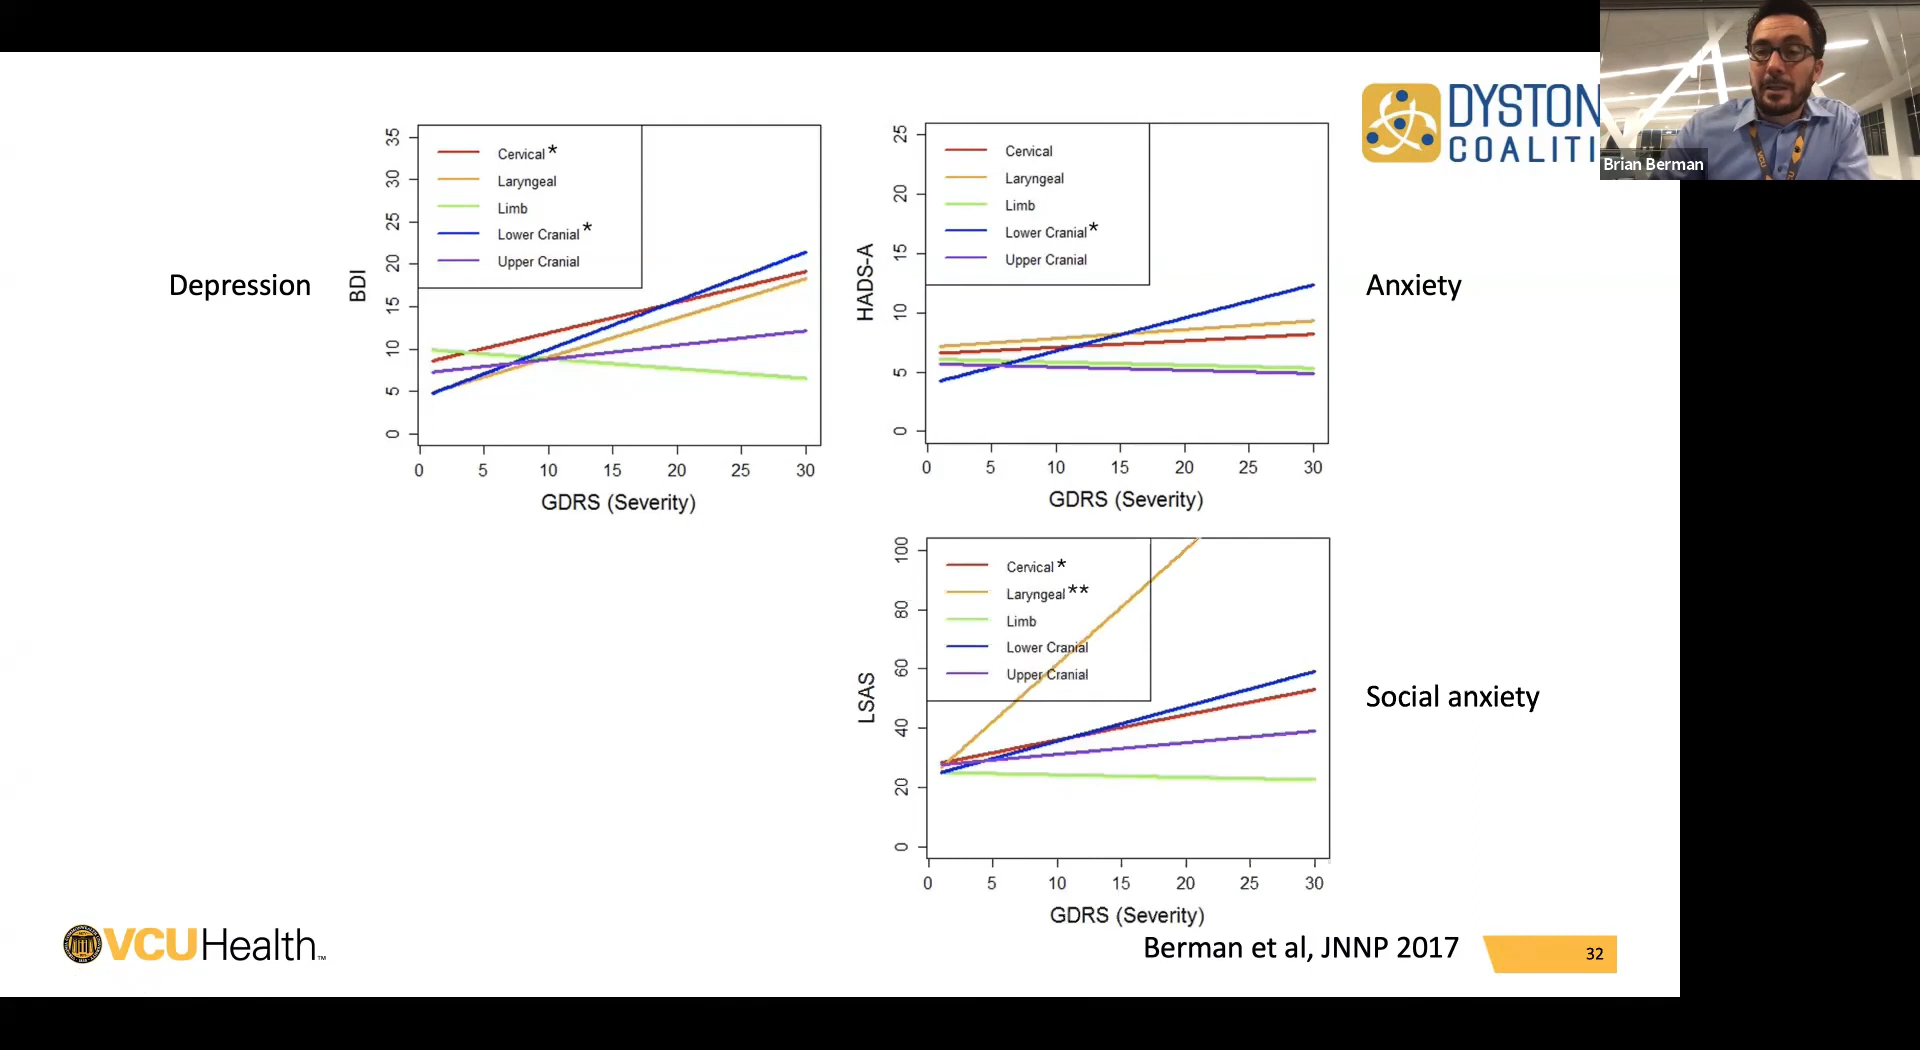 Depression
BDI
35
30
25
20
15
10
5
0
Cervical*
Laryngeal
Limb
Lower Cranial*
Upper Cranial
0 5 10 15 20 25 30
GDRS (Severity)
HADS-A
25
20
15
10
5
0
Cervical
Laryngeal
Limb
Lower Cranial*
Upper Cranial
0 5 10 15 20 25 30
GDRS (Severity)
Anxiety
DYSTON
COALITI
Brian Berman
LSAS
100
80
60
40
20
0
Cervical*
Laryngeal**
Limb
Lower Cranial
Upper Cranial
0 5 10 15 20 25 30
GDRS (Severity)
Social anxiety
VCUHealth™
Berman et al, JNNP 2017
32